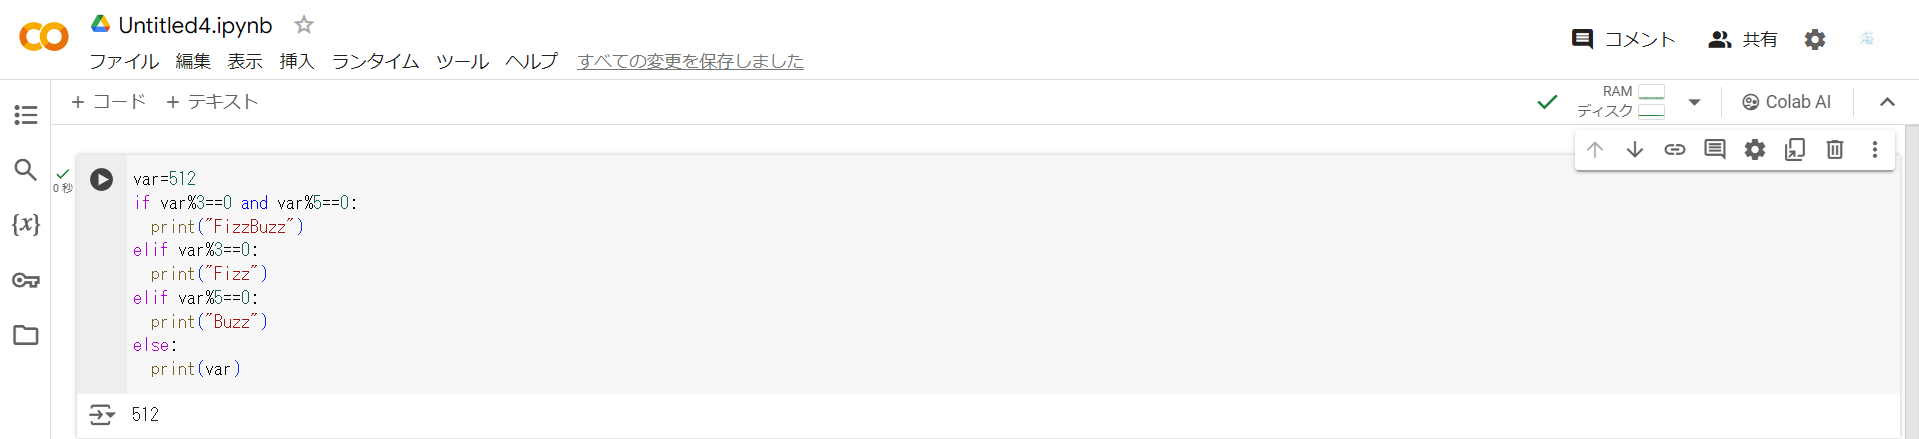 Untitled4.ipynb
ファイル 編集 表示 挿入 ランタイム ツール ヘルプ すべての変更を保存しました
コメント 共有
+ コード + テキスト
RAM
ディスク
Colab AI
{x}
0 秒
var=512
if var%3==0 and var%5==0:
  print("FizzBuzz")
elif var%3==0:
  print("Fizz")
elif var%5==0:
  print("Buzz")
else:
  print(var)
512